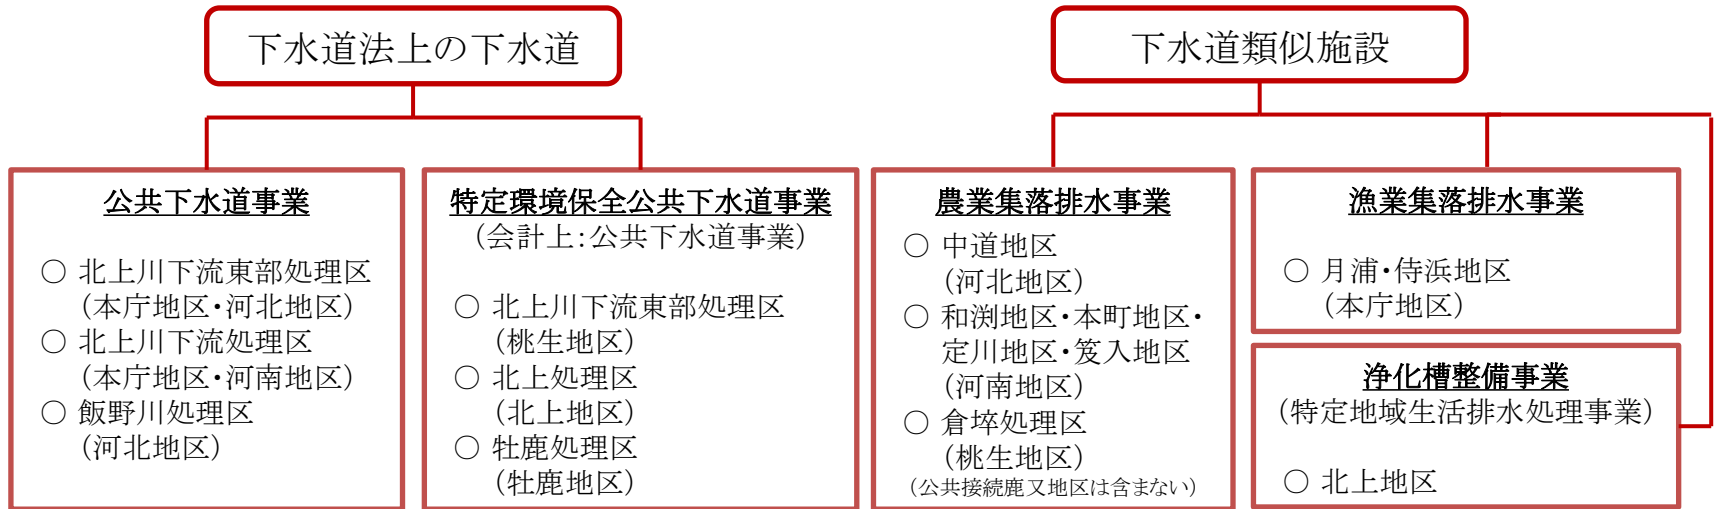 下水道法上の下水道
公共下水道事業
○ 北上川下流東部処理区
(本庁地区・河北地区)
○ 北上川下流処理区
(本庁地区・河南地区)
○ 飯野川処理区
(河北地区)
特定環境保全公共下水道事業
(会計上:公共下水道事業)
○ 北上川下流東部処理区
(桃生地区)
○ 北上処理区
(北上地区)
○ 牡鹿処理区
(牡鹿地区)
下水道類似施設
農業集落排水事業
○ 中道地区
(河北地区)
○ 和渕地区・本町地区・
定川地区・笈入地区
(河南地区)
○ 倉埣処理区
(桃生地区)
(公共接続鹿又地区は含まない)
漁業集落排水事業
○ 月浦・侍浜地区
(本庁地区)
浄化槽整備事業
(特定地域生活排水処理事業)
○ 北上地区